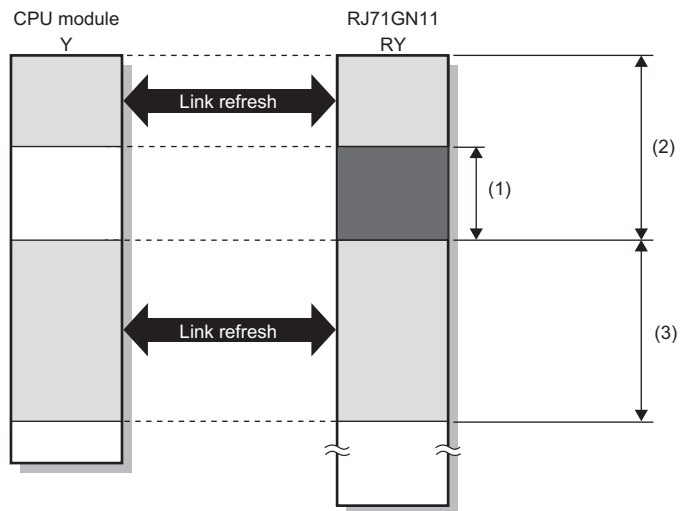 CPU module
Y
RJ71GN11
RY
Link refresh
(2)
(1)
Link refresh
(3)